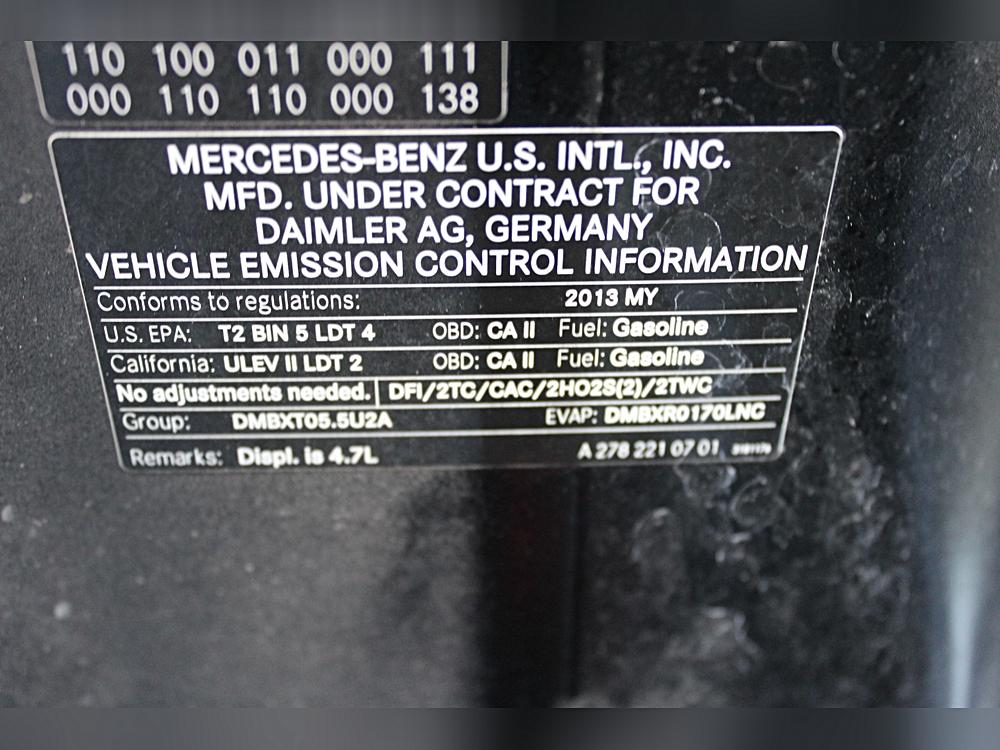 110 100 011 000 111
000 110 110 000 138
MERCEDES-BENZ U.S. INTL., INC.
MFD. UNDER CONTRACT FOR
DAIMLER AG, GERMANY
VEHICLE EMISSION CONTROL INFORMATION
Conforms to regulations: 2013 MY
U.S. EPA: T2 BIN 5 LDT 4 OBD: CA II Fuel: Gasoline
California: ULEV II LDT 2 OBD: CA II Fuel: Gasoline
No adjustments needed. DFI/2TC/CAC/2HO2S(2)/2TWC
Group: DMBXT05.5U2A EVAP: DMBXR0170LNC
Remarks: Displ. is 4.7L A 278 221 07 01